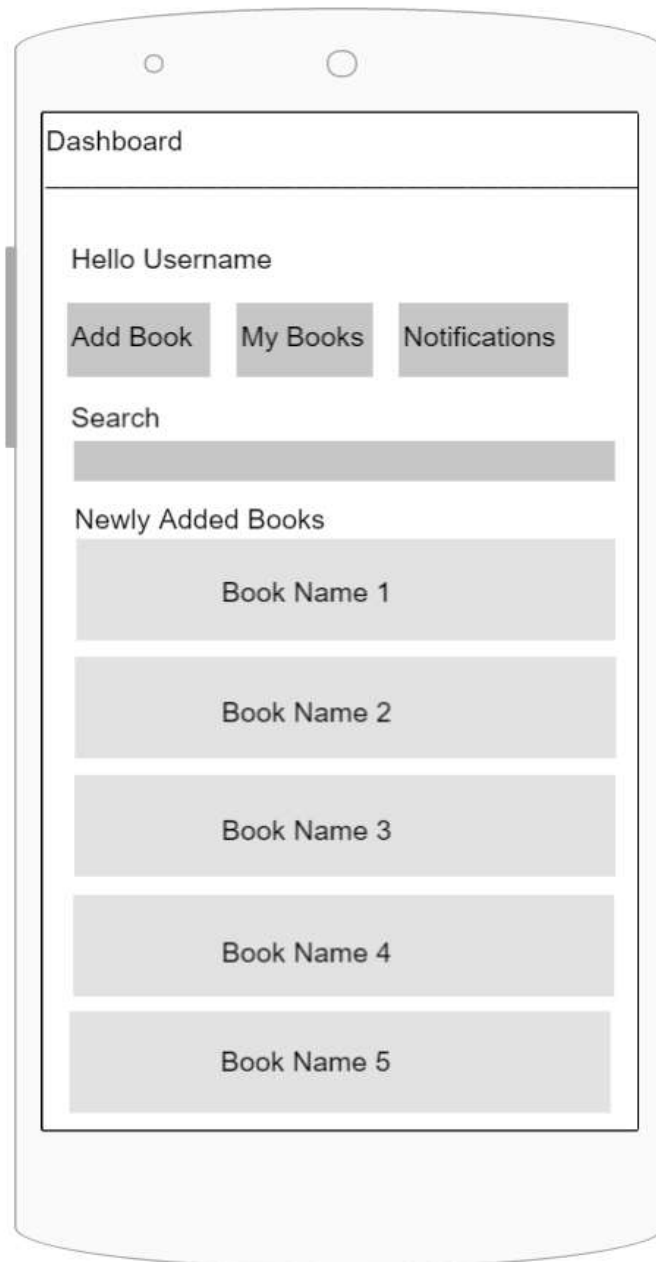 Dashboard
Hello Username
Add Book My Books Notifications
Search
Newly Added Books
Book Name 1
Book Name 2
Book Name 3
Book Name 4
Book Name 5